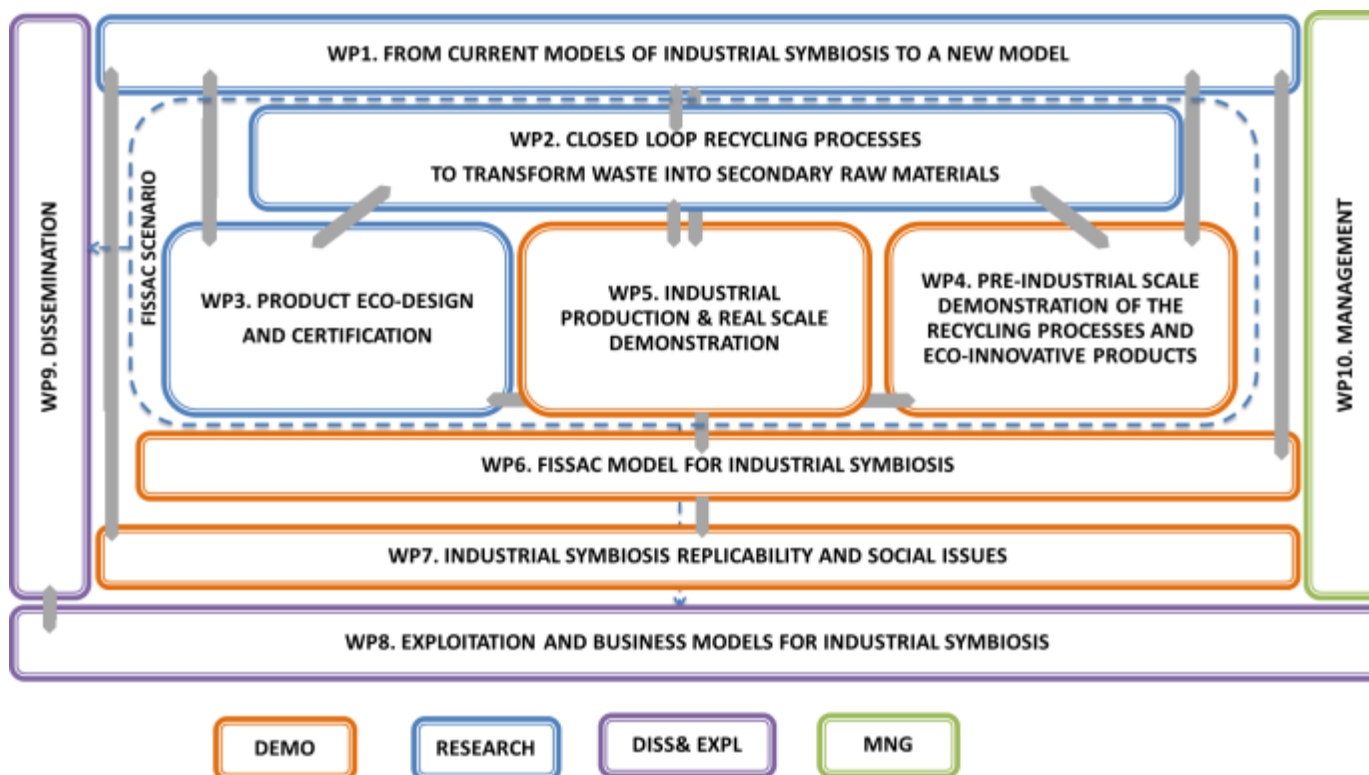 WP1. FROM CURRENT MODELS OF INDUSTRIAL SYMBIOSIS TO A NEW MODEL
WP2. CLOSED LOOP RECYCLING PROCESSES
TO TRANSFORM WASTE INTO SECONDARY RAW MATERIALS
WP9. DISSEMINATION
FISSAC SCENARIO
WP3. PRODUCT ECO-DESIGN
AND CERTIFICATION
WP5. INDUSTRIAL
PRODUCTION & REAL SCALE
DEMONSTRATION
WP4. PRE-INDUSTRIAL SCALE
DEMONSTRATION OF THE
RECYCLING PROCESSES AND
ECO-INNOVATIVE PRODUCTS
WP10. MANAGEMENT
WP6. FISSAC MODEL FOR INDUSTRIAL SYMBIOSIS
WP7. INDUSTRIAL SYMBIOSIS REPLICABILITY AND SOCIAL ISSUES
WP8. EXPLOITATION AND BUSINESS MODELS FOR INDUSTRIAL SYMBIOSIS
DEMO
RESEARCH
DISS& EXPL
MNG